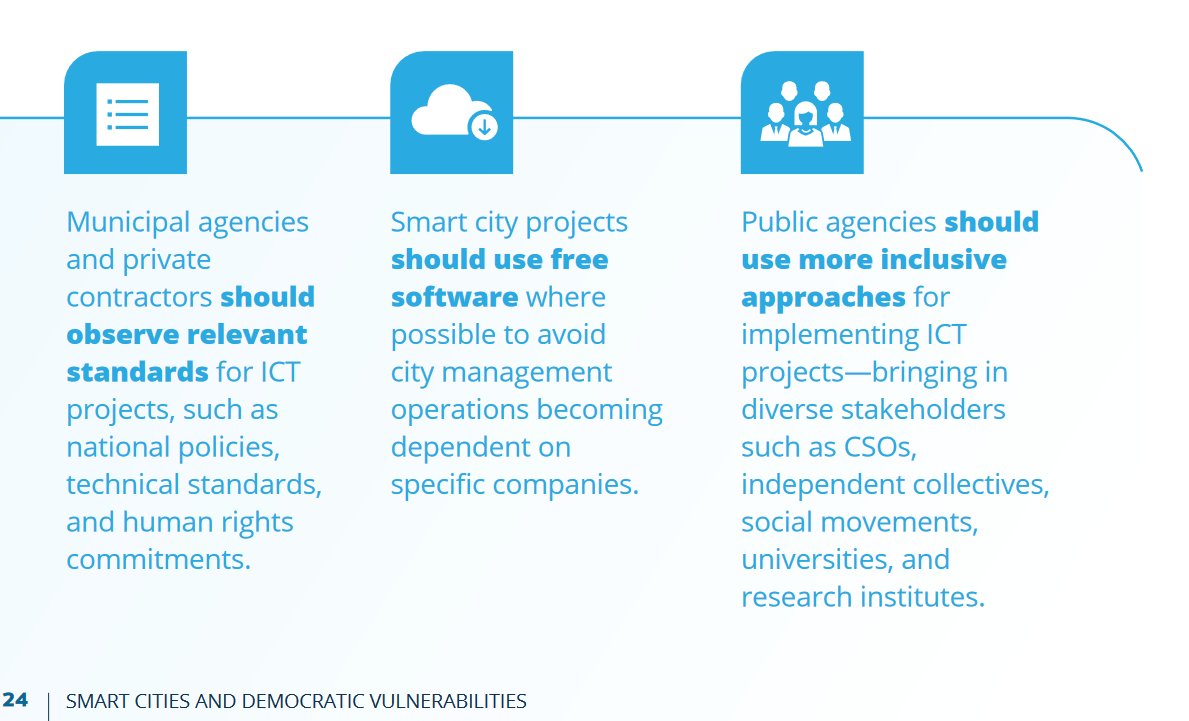 Municipal agencies
and private
contractors should
observe relevant
standards for ICT
projects, such as
national policies,
technical standards,
and human rights
commitments.
Smart city projects
should use free
software where
possible to avoid
city management
operations becoming
dependent on
specific companies.
Public agencies should
use more inclusive
approaches for
implementing ICT
projects—bringing in
diverse stakeholders
such as CSOs,
independent collectives,
social movements,
universities, and
research institutes.
24 | SMART CITIES AND DEMOCRATIC VULNERABILITIES